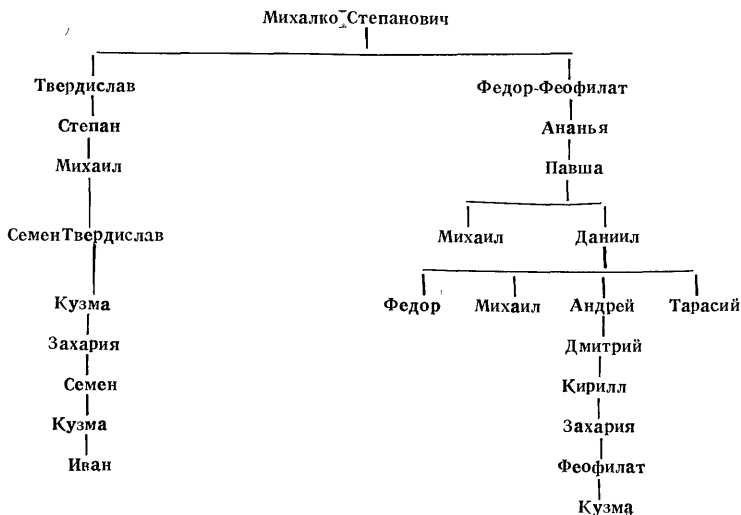 Михалко Степанович
Твердислав Федор-Феофилат
Степан Ананья
Михаил Павша
Семен Твердислав Михаил Даниил
Кузма Федор Михаил Андрей Тарасий
Захария Дмитрий
Семен Кирилл
Кузма Захария
Иван Феофилат
Кузма